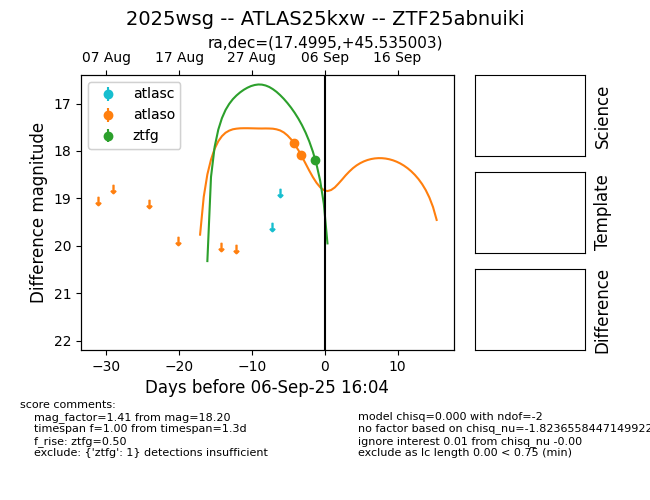 2025wsg -- ATLAS25kxw -- ZTF25abnuiki
ra,dec=(17.4995,+45.535003)
07 Aug 17 Aug 27 Aug 06 Sep 16 Sep
atlasc
atlaso
ztfg
17
18
19
20
21
22
Difference magnitude
−30 −20 −10 0 10
Days before 06-Sep-25 16:04
Science
Template
Difference
score comments:
mag_factor=1.41 from mag=18.20
timespan f=1.00 from timespan=1.3d
f_rise: ztfg=0.50
exclude: {'ztfg': 1} detections insufficient
model chisq=0.000 with ndof=-2
no factor based on chisq_nu=-1.8236558447149922
ignore interest 0.01 from chisq_nu -0.00
exclude as lc length 0.00 < 0.75 (min)